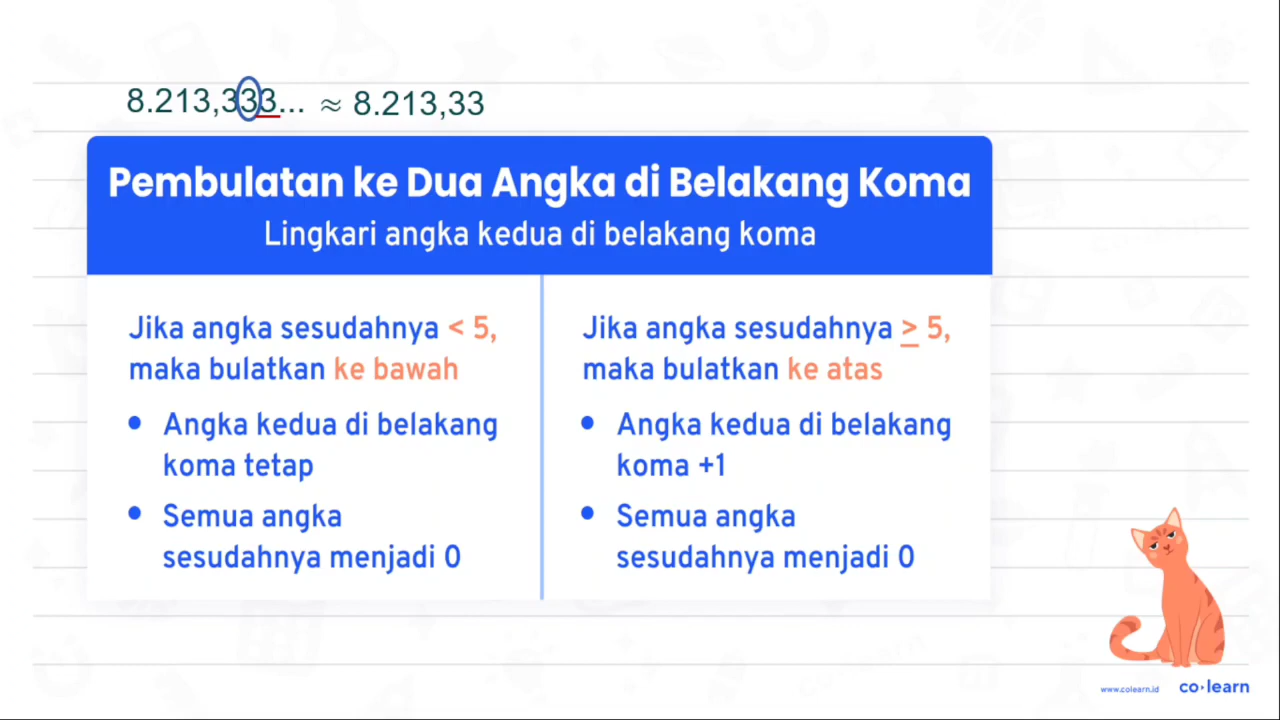 8.213,333... ≈ 8.213,33
Pembulatan ke Dua Angka di Belakang Koma
Lingkari angka kedua di belakang koma
Jika angka sesudahnya < 5,
maka bulatkan ke bawah
• Angka kedua di belakang
koma tetap
• Semua angka
sesudahnya menjadi 0
Jika angka sesudahnya ≥ 5,
maka bulatkan ke atas
• Angka kedua di belakang
koma +1
• Semua angka
sesudahnya menjadi 0
www.colearn.id co·learn